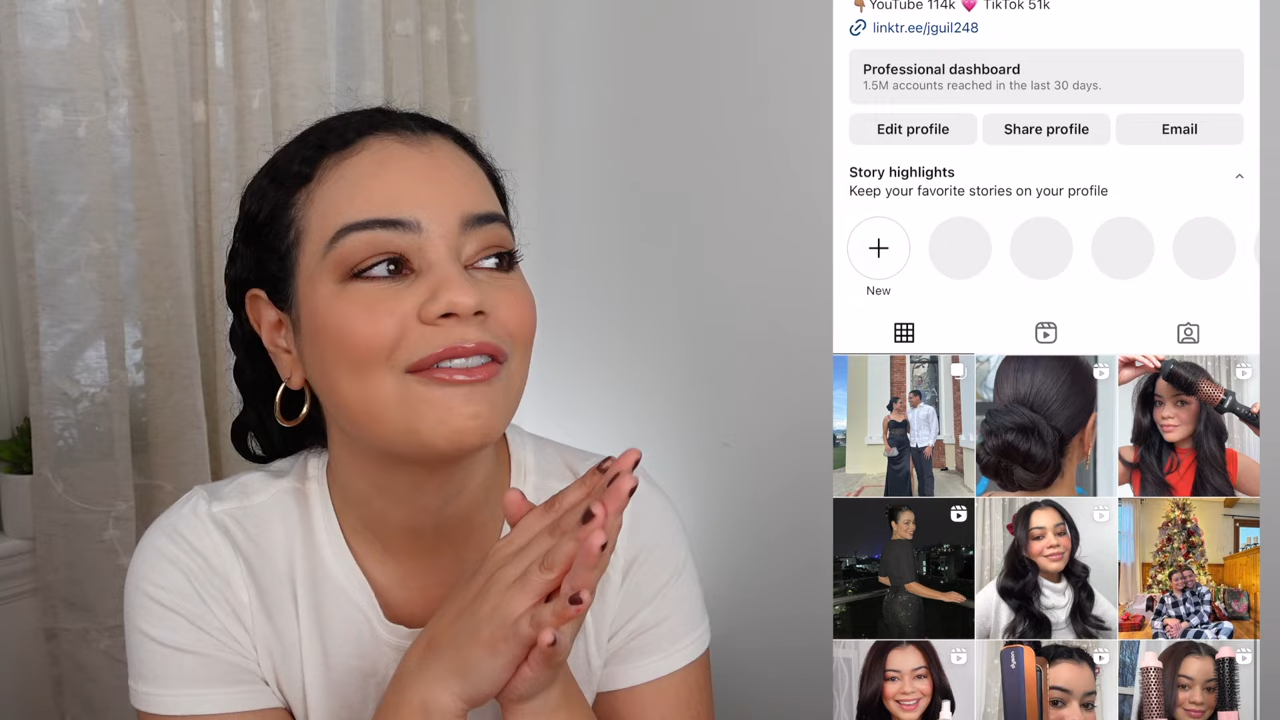 YouTube 114k TikTok 51k
linktr.ee/jguil248
Professional dashboard
1.5M accounts reached in the last 30 days.
Edit profile
Share profile
Email
Story highlights
Keep your favorite stories on your profile
New
dyson